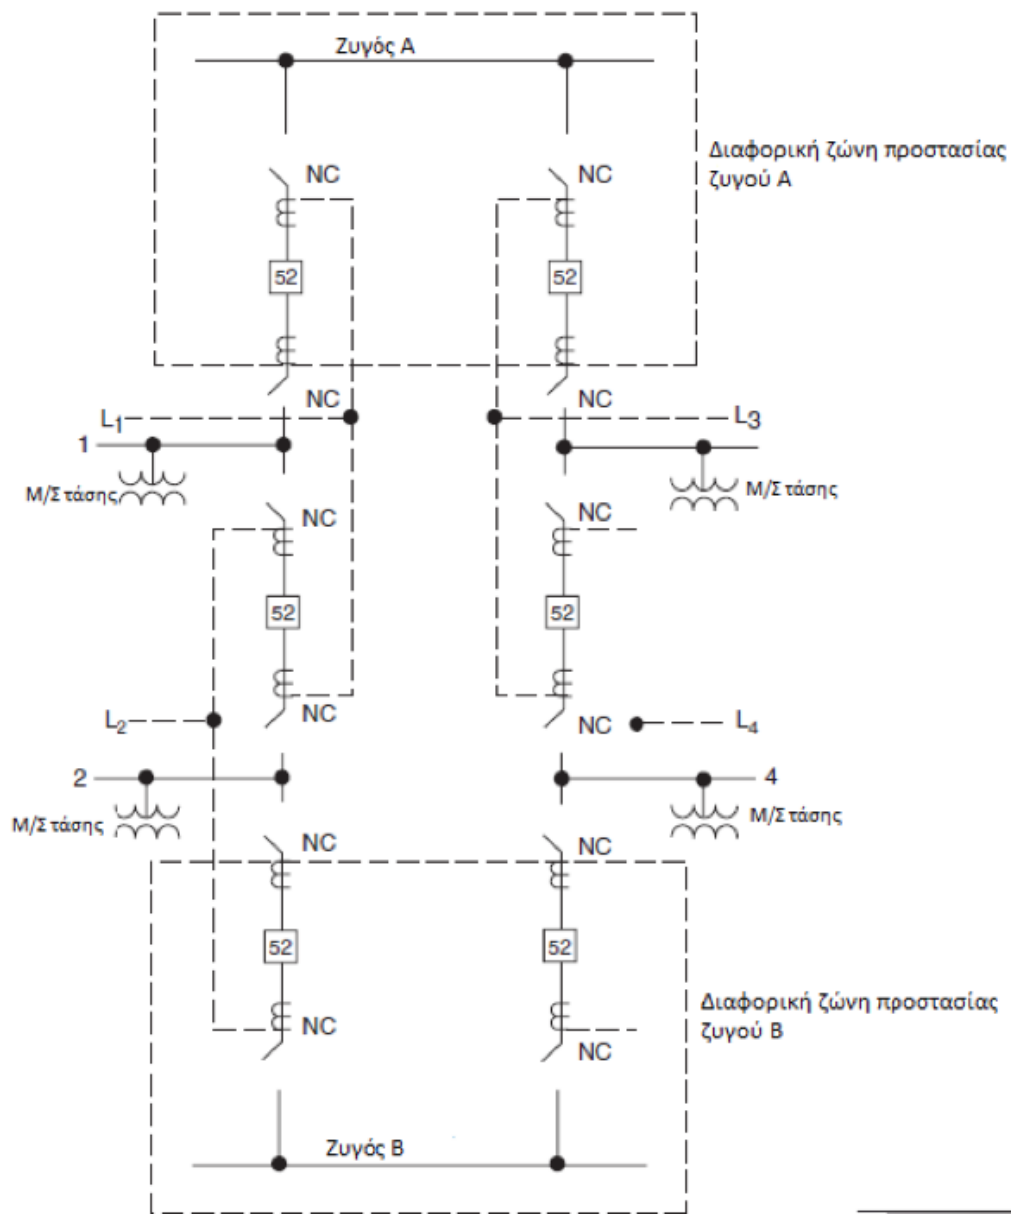 Ζυγός Α
Διαφορική ζώνη προστασίας
ζυγού Α
NC
NC
52
52
NC
NC
L1
L3
1
Μ/Σ τάσης
Μ/Σ τάσης
NC
NC
52
52
NC
NC
L2
L4
2
4
Μ/Σ τάσης
Μ/Σ τάσης
NC
NC
52
52
Διαφορική ζώνη προστασίας
ζυγού Β
NC
NC
Ζυγός Β